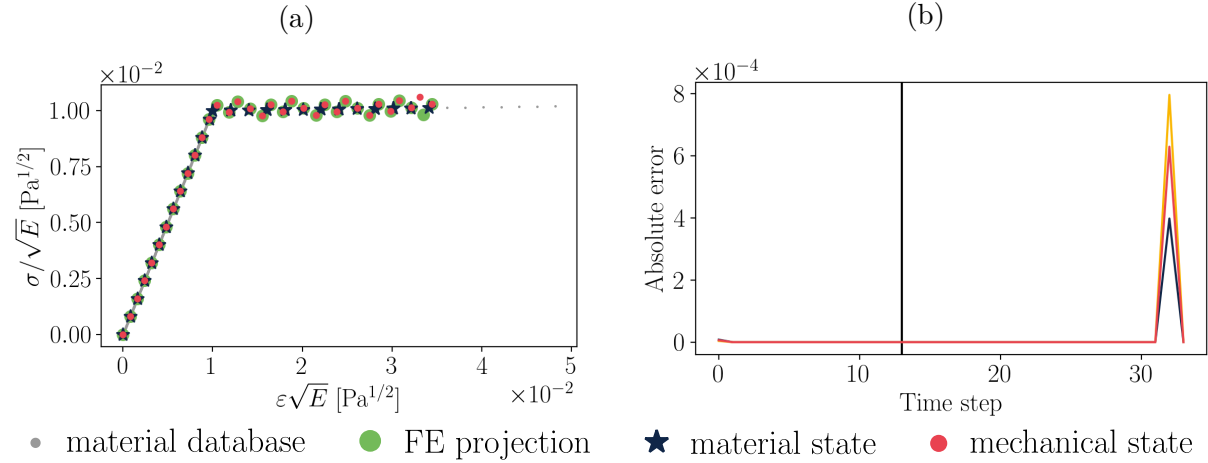 (a)
(b)
×10⁻²
1.00
0.75
0.50
0.25
0.00
σ/√E [Pa^{1/2}]
0 1 2 3 4 5
×10⁻²
ε√E [Pa^{1/2}]
×10⁻⁴
8
6
4
2
0
Absolute error
0 10 20 30
Time step
material database FE projection material state mechanical state